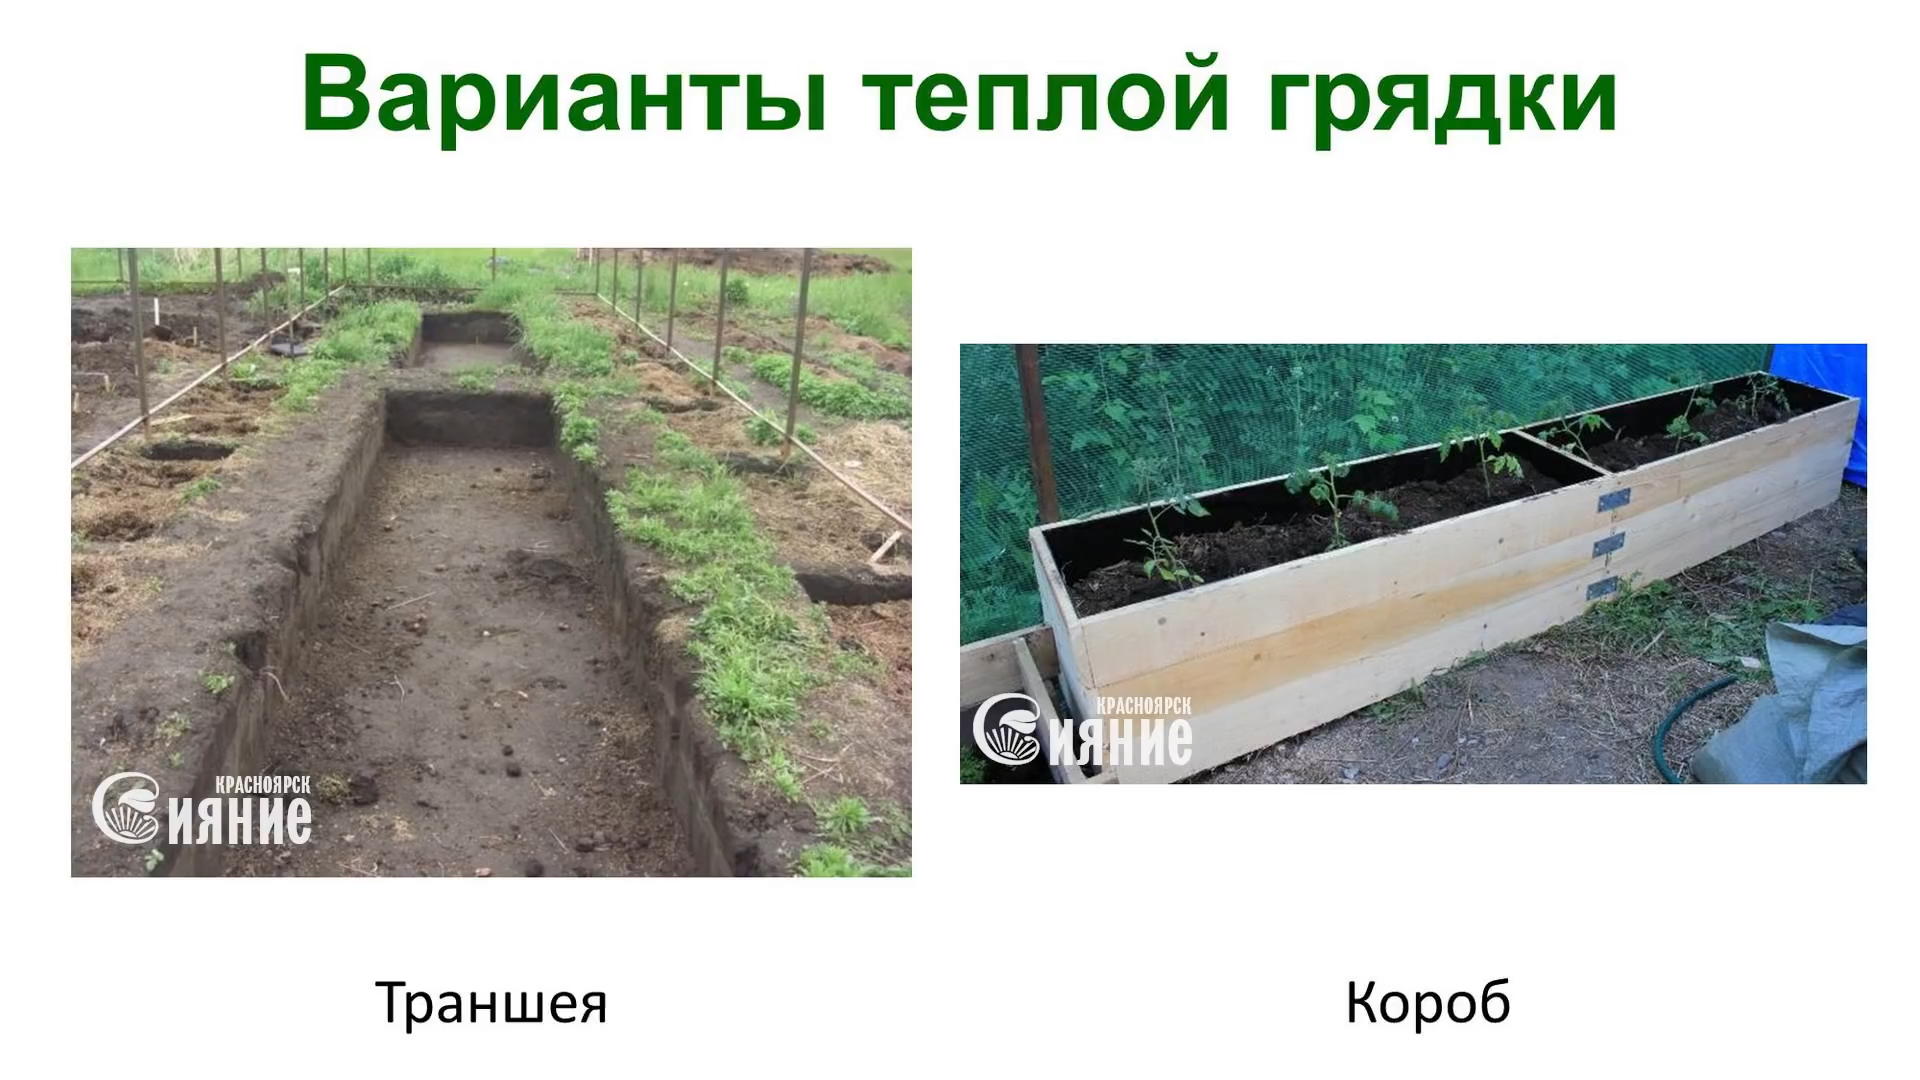 Варианты теплой грядки
КРАСНОЯРСК
Сияние
КРАСНОЯРСК
Сияние
Траншея
Короб